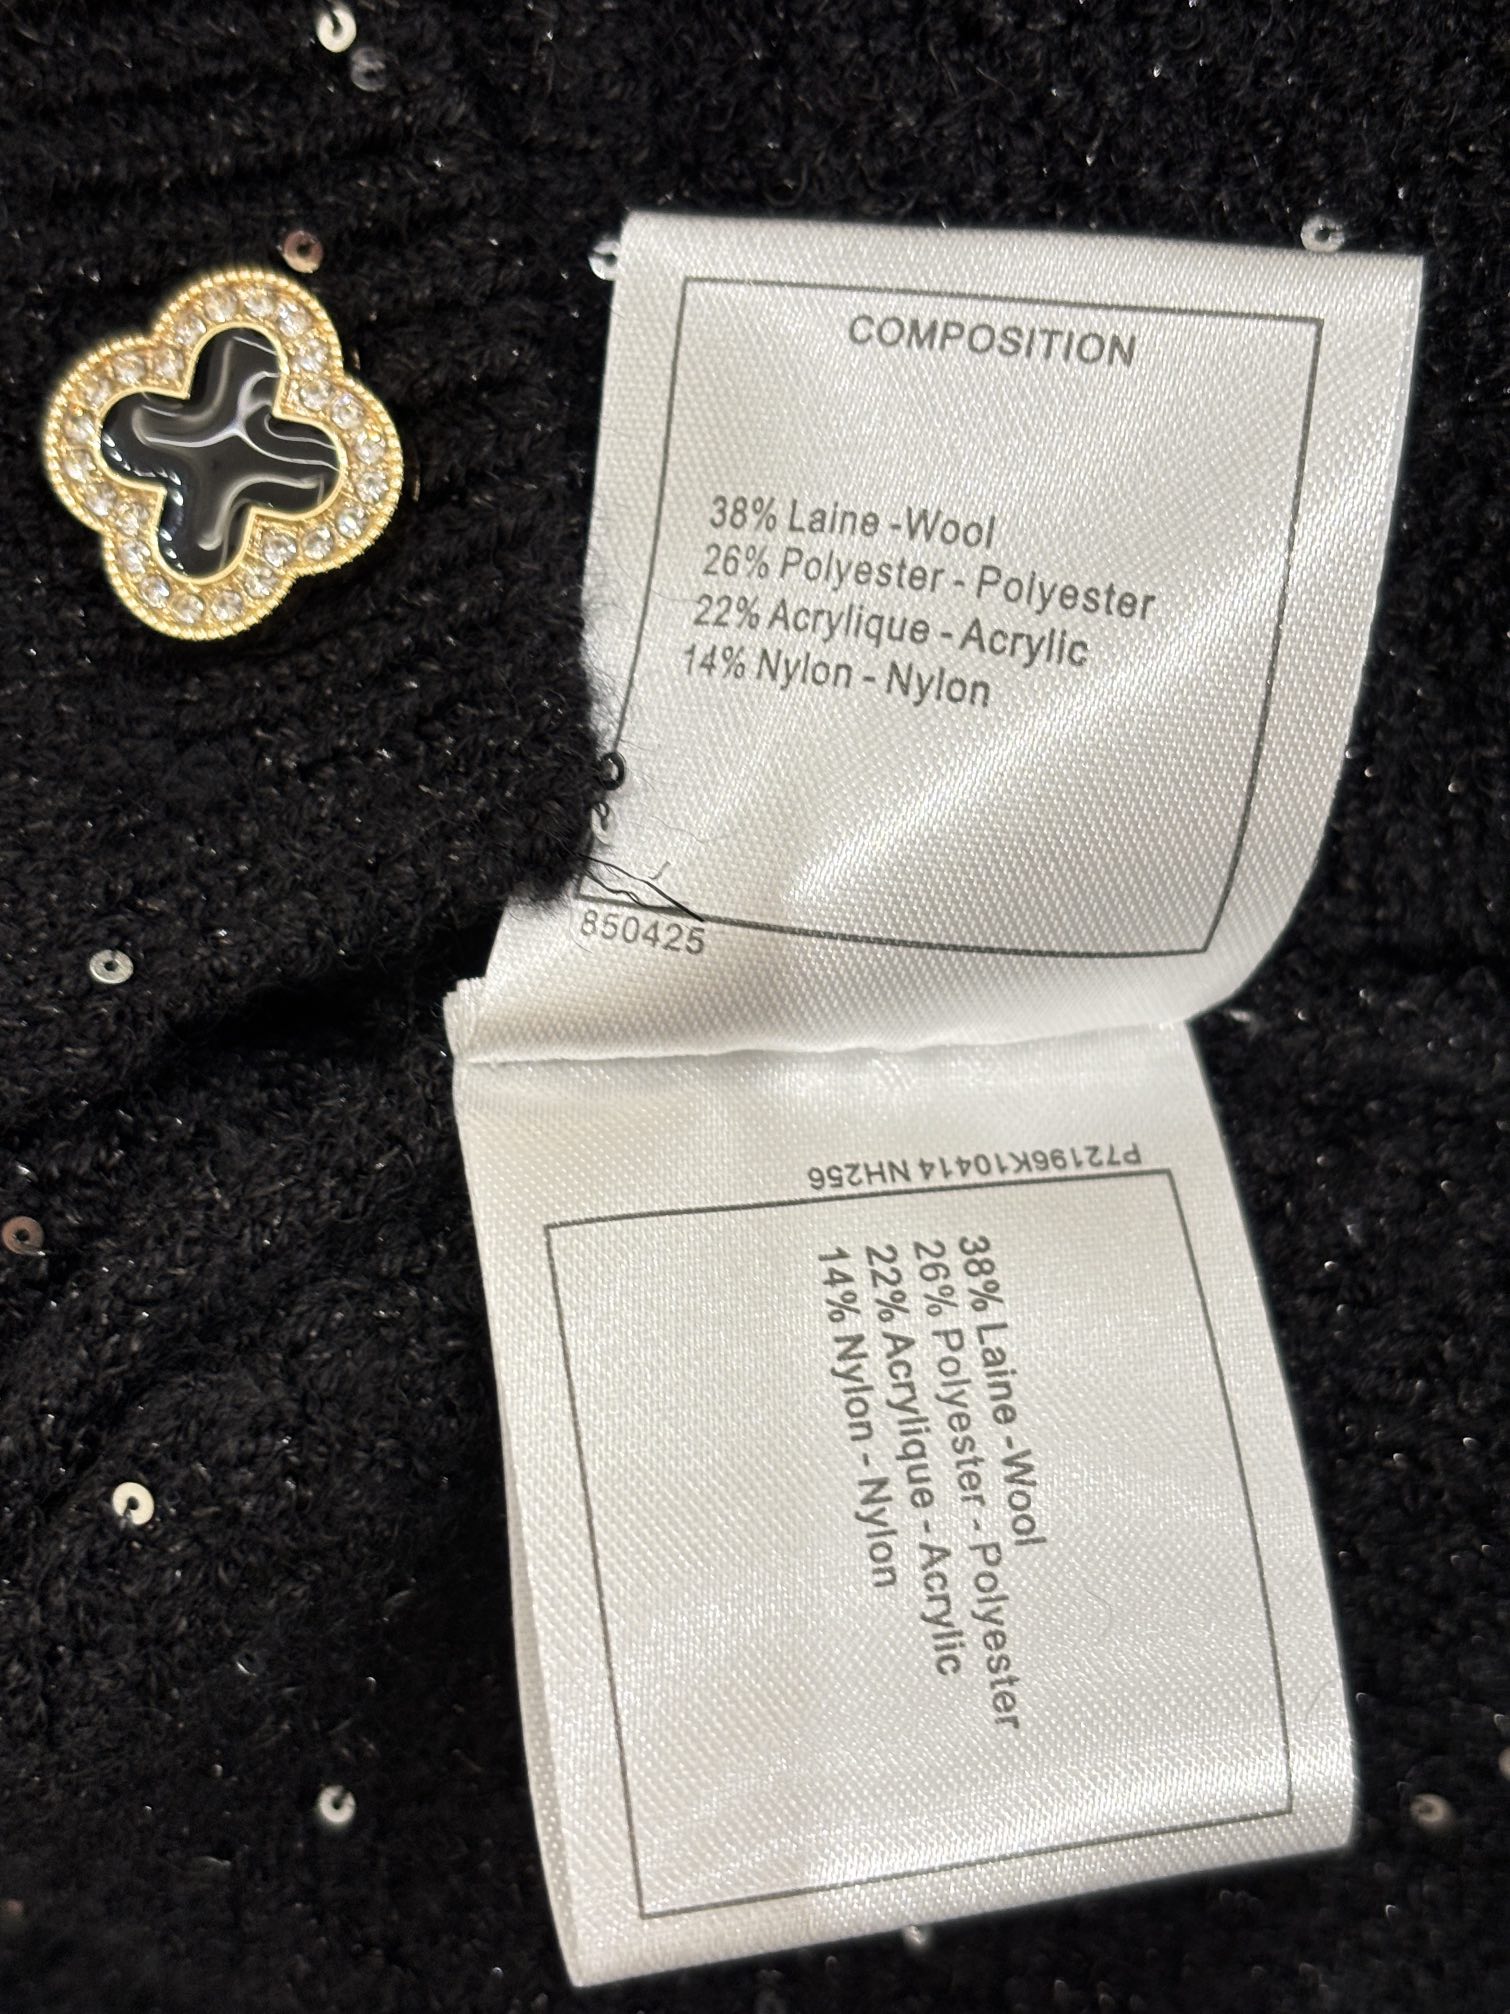 COMPOSITION
38% Laine -Wool
26% Polyester - Polyester
22% Acrylique - Acrylic
14% Nylon - Nylon
850425
P72196K10414 NH256
38% Laine -Wool
26% Polyester - Polyester
22% Acrylique - Acrylic
14% Nylon - Nylon